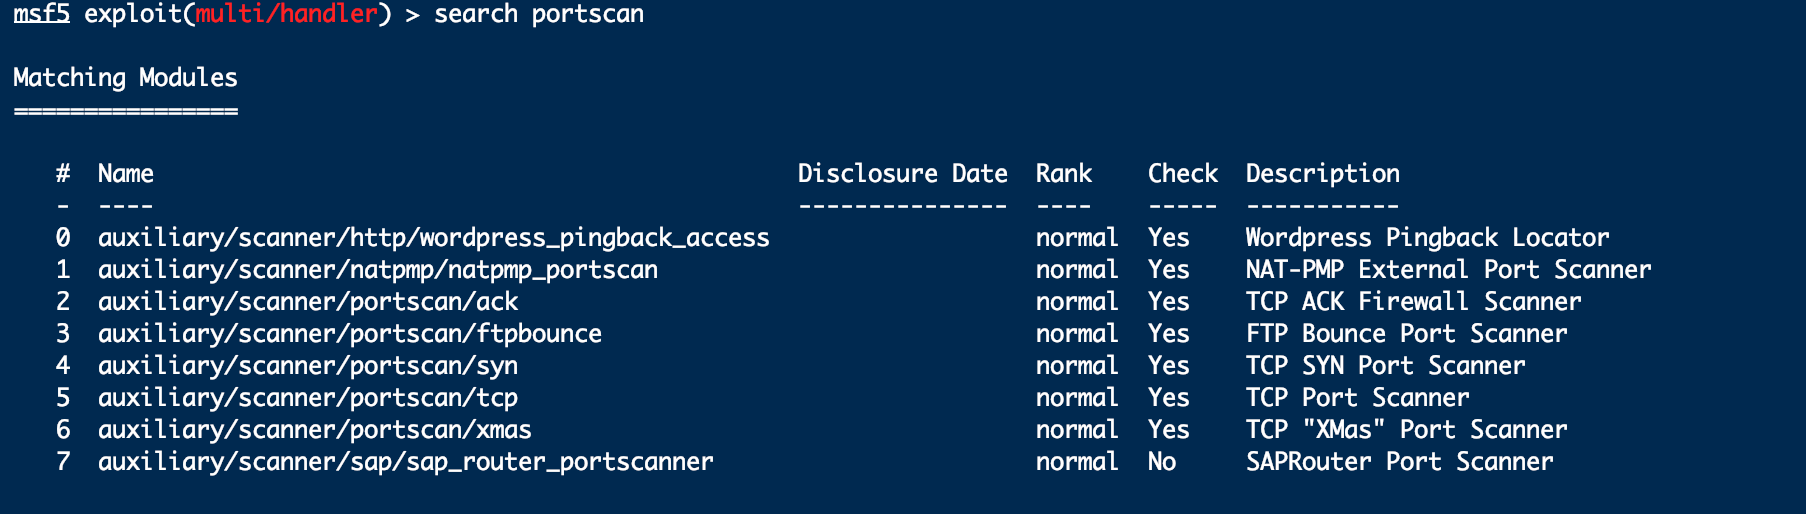 msf5 exploit(multi/handler) > search portscan
Matching Modules
================
#  Name                                                Disclosure Date  Rank    Check  Description
-  ----                                                ---------------  ----    -----  -----------
0  auxiliary/scanner/http/wordpress_pingback_access                     normal  Yes    Wordpress Pingback Locator
1  auxiliary/scanner/natpmp/natpmp_portscan                             normal  Yes    NAT-PMP External Port Scanner
2  auxiliary/scanner/portscan/ack                                       normal  Yes    TCP ACK Firewall Scanner
3  auxiliary/scanner/portscan/ftpbounce                                 normal  Yes    FTP Bounce Port Scanner
4  auxiliary/scanner/portscan/syn                                       normal  Yes    TCP SYN Port Scanner
5  auxiliary/scanner/portscan/tcp                                       normal  Yes    TCP Port Scanner
6  auxiliary/scanner/portscan/xmas                                      normal  Yes    TCP "XMas" Port Scanner
7  auxiliary/scanner/sap/sap_router_portscanner                         normal  No     SAPRouter Port Scanner